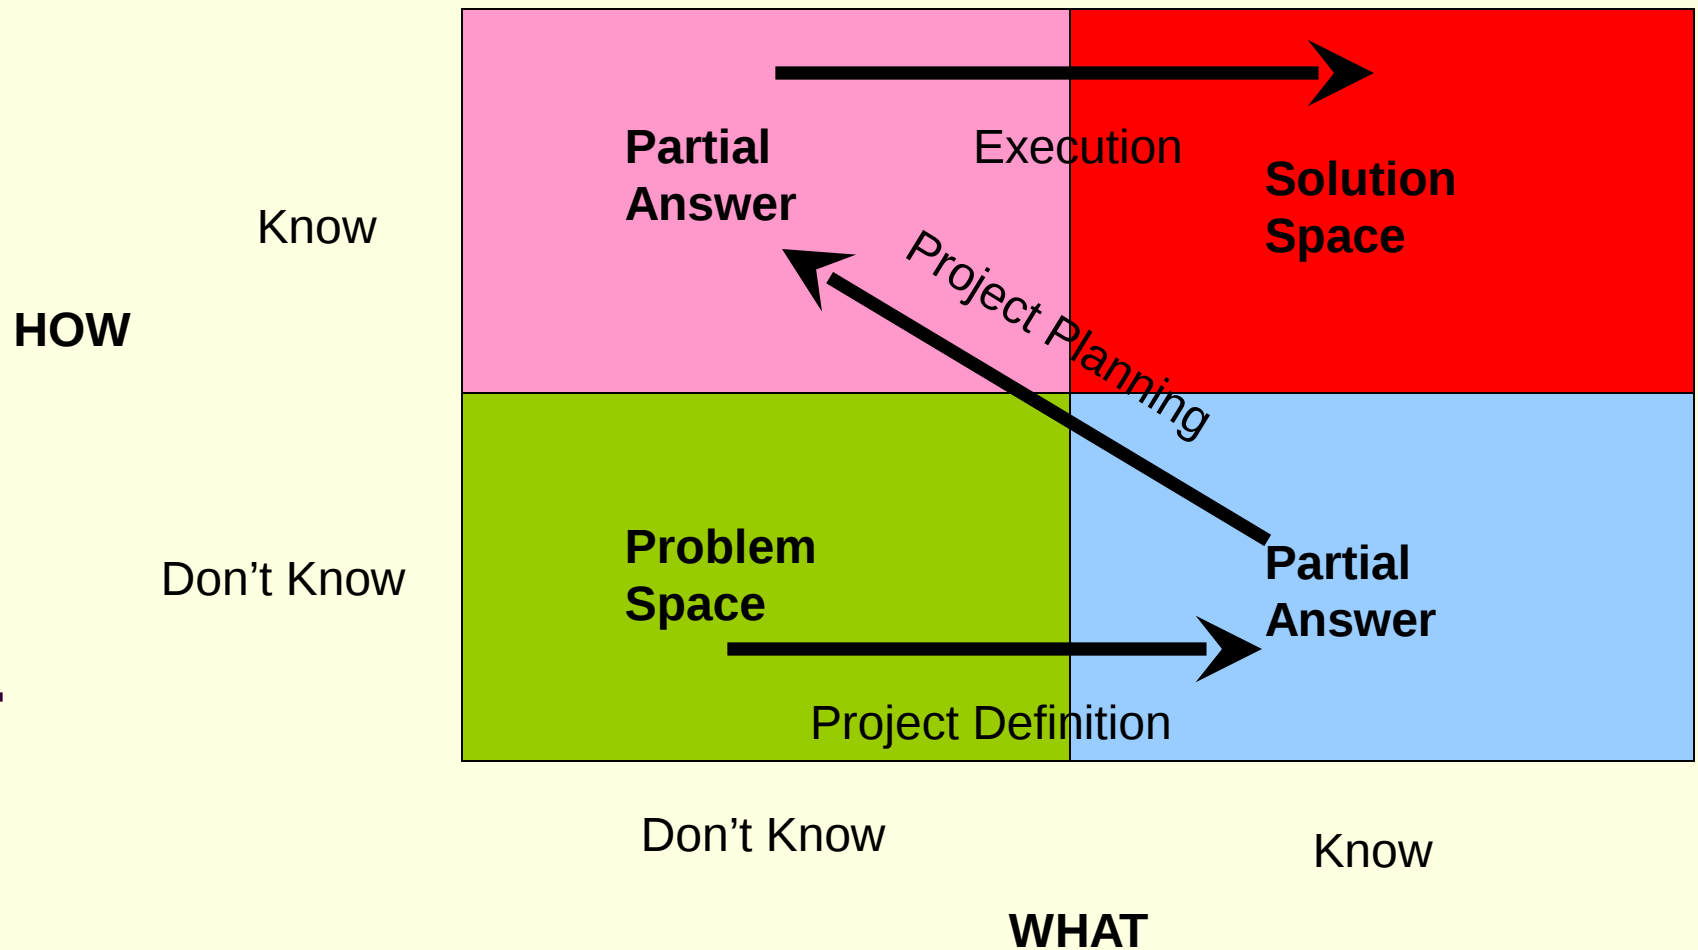 Partial
Answer
Execution
Solution
Space
Know
Project Planning
HOW
Problem
Space
Don’t Know
Partial
Answer
Project Definition
Don’t Know
Know
WHAT